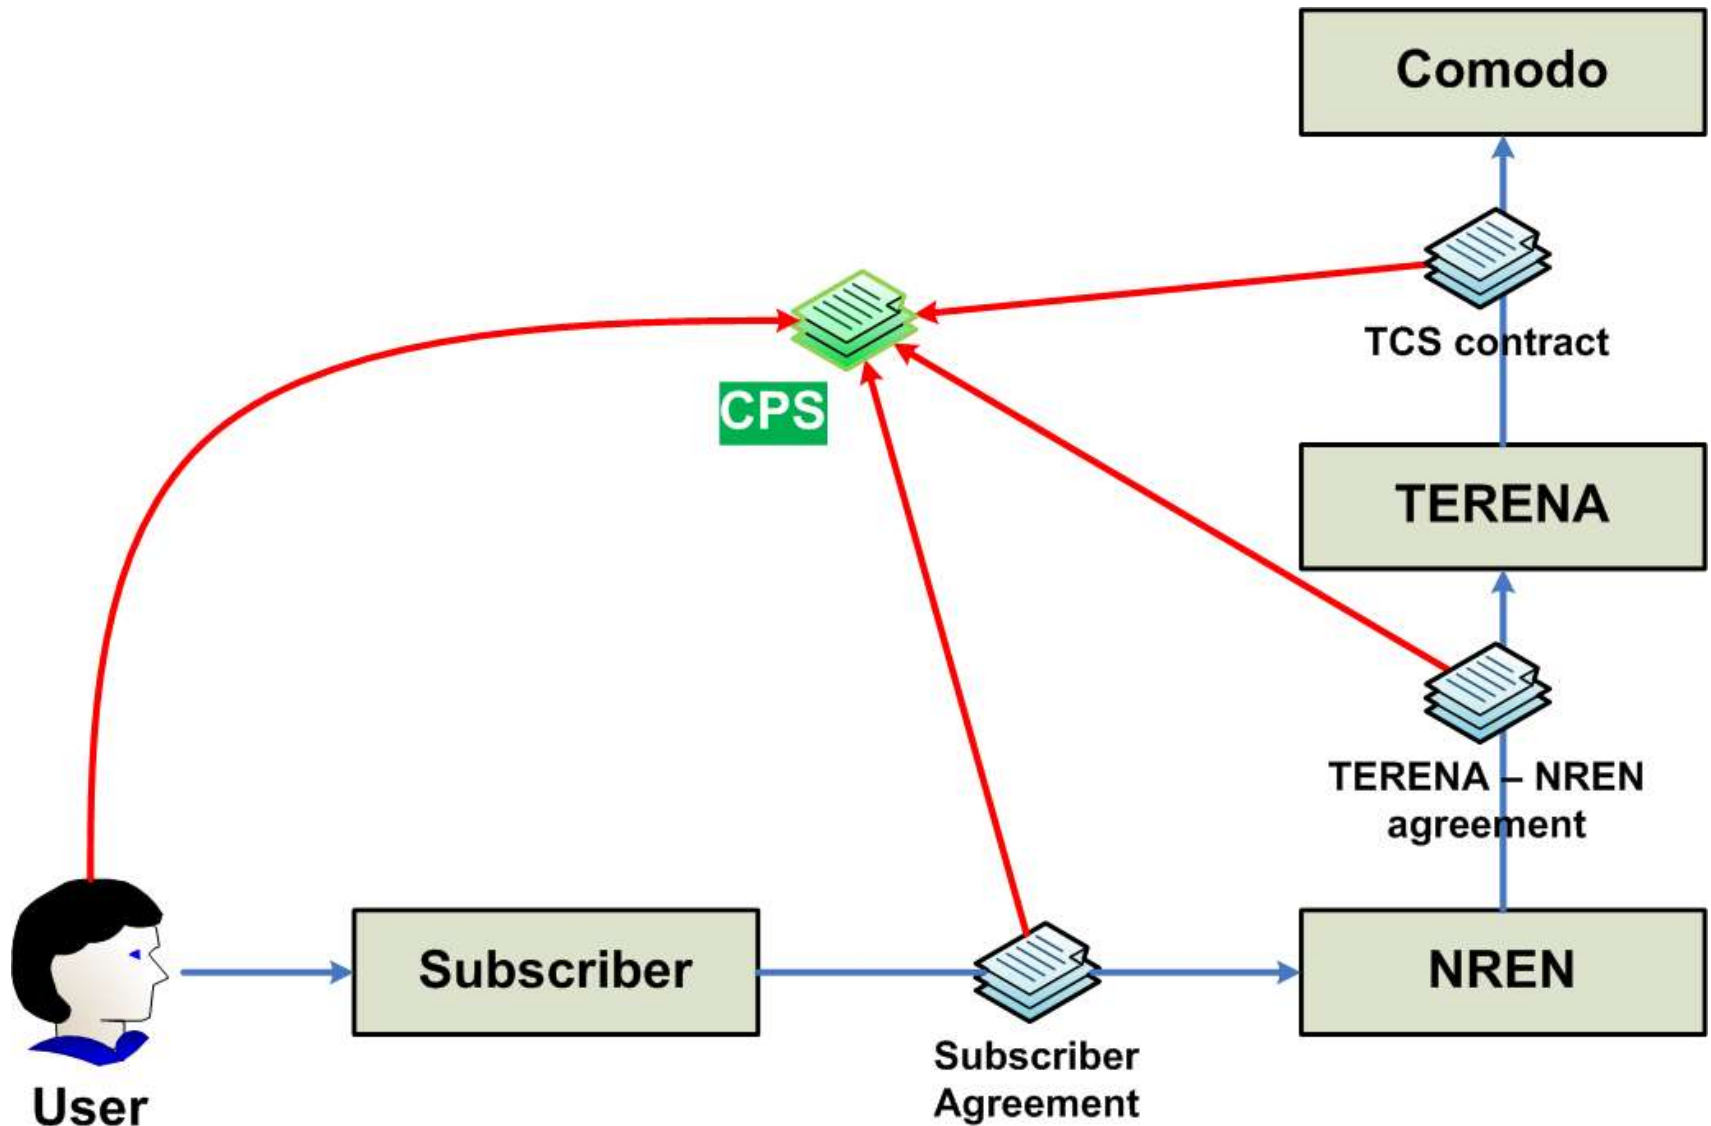 Comodo
TCS contract
CPS
TERENA
TERENA – NREN
agreement
Subscriber
NREN
Subscriber
Agreement
User